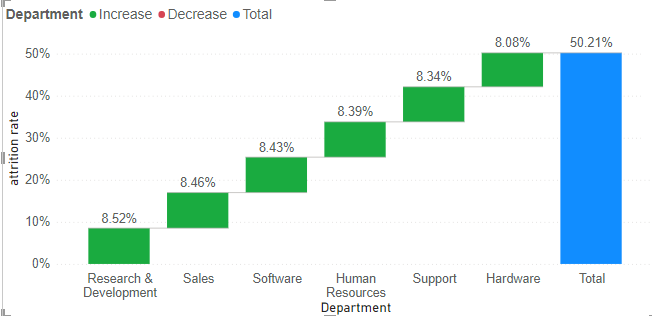 Department Increase Decrease Total
50%
40%
30%
20%
10%
0%
attrition rate
8.52%
8.46%
8.43%
8.39%
8.34%
8.08%
50.21%
Research &
Development
Sales
Software
Human
Resources
Support
Hardware
Total
Department